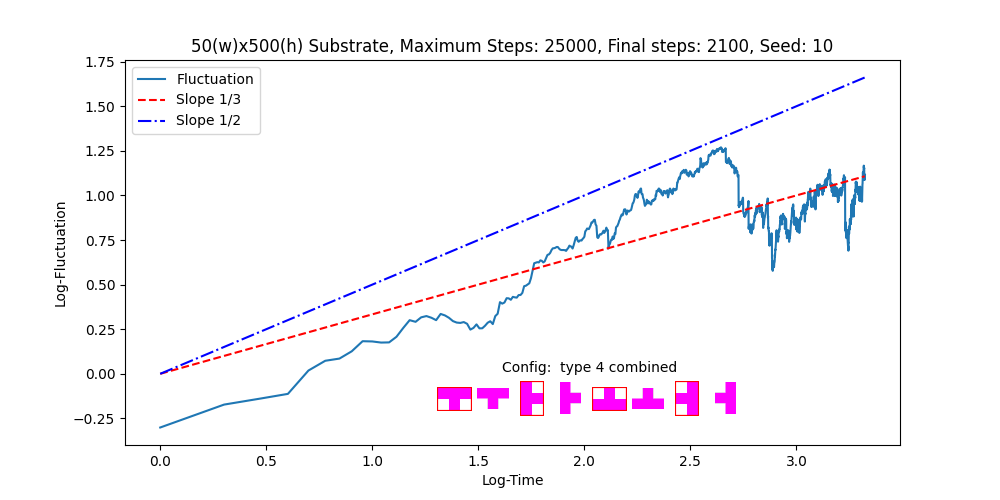 50(w)x500(h) Substrate, Maximum Steps: 25000, Final steps: 2100, Seed: 10
Fluctuation
Slope 1/3
Slope 1/2
1.75
1.50
1.25
1.00
0.75
0.50
0.25
0.00
−0.25
Log-Fluctuation
Config:  type 4 combined
0.0 0.5 1.0 1.5 2.0 2.5 3.0
Log-Time